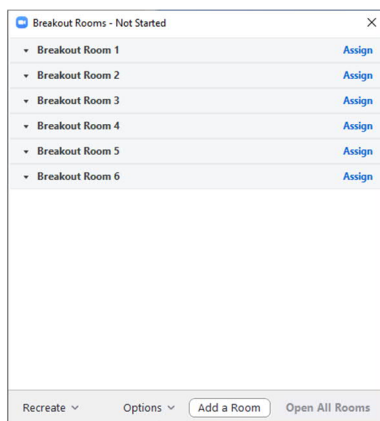 Breakout Rooms - Not Started
Breakout Room 1 Assign
Breakout Room 2 Assign
Breakout Room 3 Assign
Breakout Room 4 Assign
Breakout Room 5 Assign
Breakout Room 6 Assign
Recreate Options Add a Room Open All Rooms